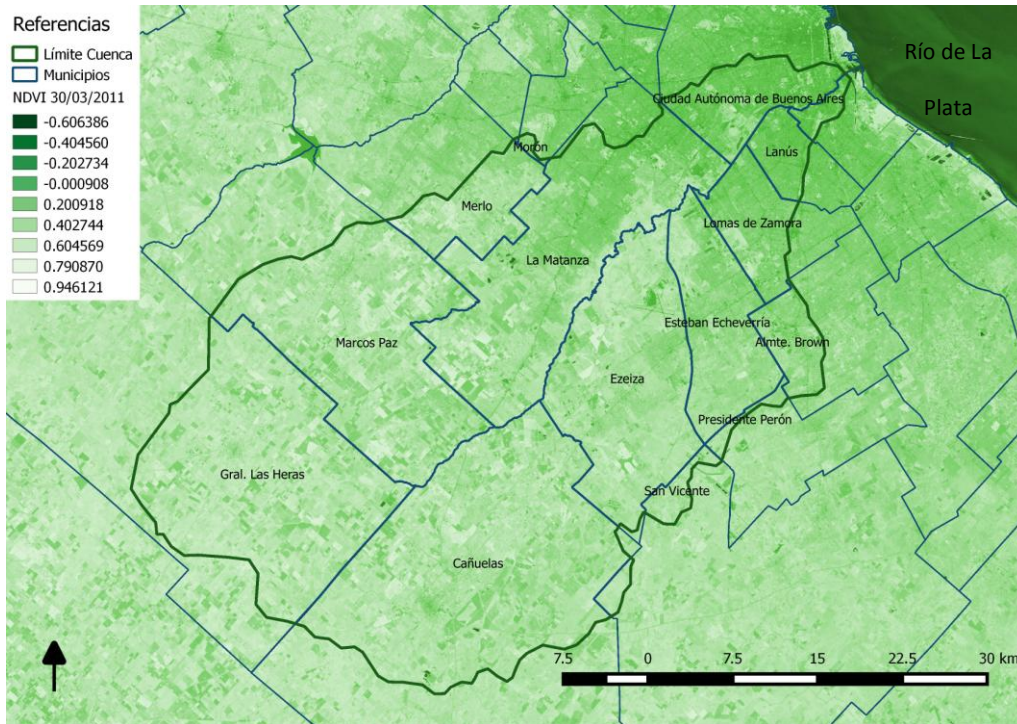 Referencias
Límite Cuenca
Municipios
NDVI 30/03/2011
-0.606386
-0.404560
-0.202734
-0.000908
0.200918
0.402744
0.604569
0.790870
0.946121
Río de La
Plata
Ciudad Autónoma de Buenos Aires
Morón
Lanús
Merlo
Lomas de Zamora
La Matanza
Esteban Echeverría
Marcos Paz
Almte. Brown
Ezeiza
Presidente Perón
Gral. Las Heras
San Vicente
Cañuelas
7.5 0 7.5 15 22.5 30 km